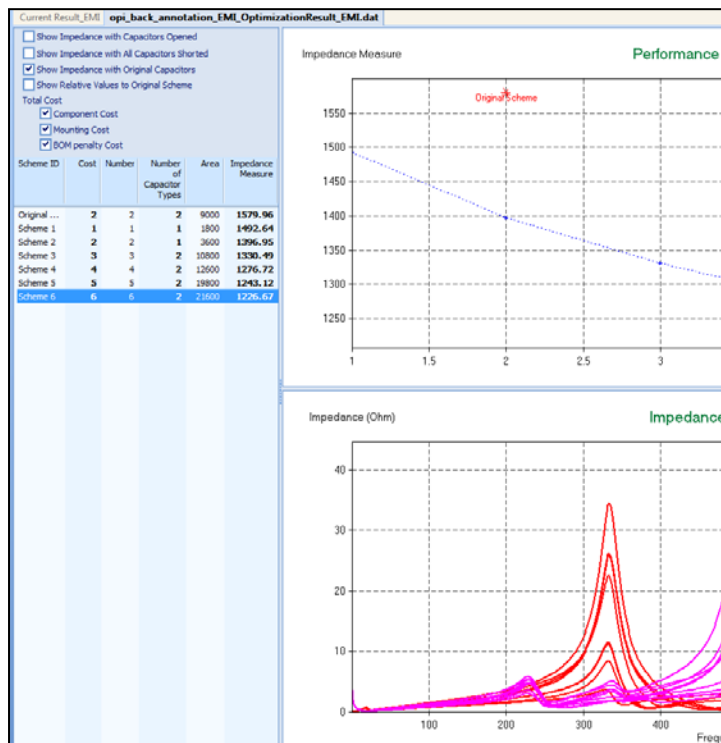 Current Result_EMI opi_back_annotation_EMI_OptimizationResult_EMI.dat
Show Impedance with Capacitors Opened
Show Impedance with All Capacitors Shorted
Show Impedance with Original Capacitors
Show Relative Values to Original Scheme
Total Cost
Component Cost
Mounting Cost
BOM penalty Cost
Scheme ID Cost Number Number of Capacitor Types Area Impedance Measure
Original ... 2 2 2 9000 1579.96
Scheme 1 1 1 1 1800 1492.64
Scheme 2 2 2 1 3600 1396.95
Scheme 3 3 3 2 10800 1330.49
Scheme 4 4 4 2 12600 1276.72
Scheme 5 5 5 2 19800 1243.12
Scheme 6 6 6 2 21600 1226.67
Impedance Measure Performance
Original Scheme
1550
1500
1450
1400
1350
1300
1250
1 1.5 2 2.5 3
Impedance (Ohm) Impedance
40
30
20
10
0
100 200 300 400
Frequ